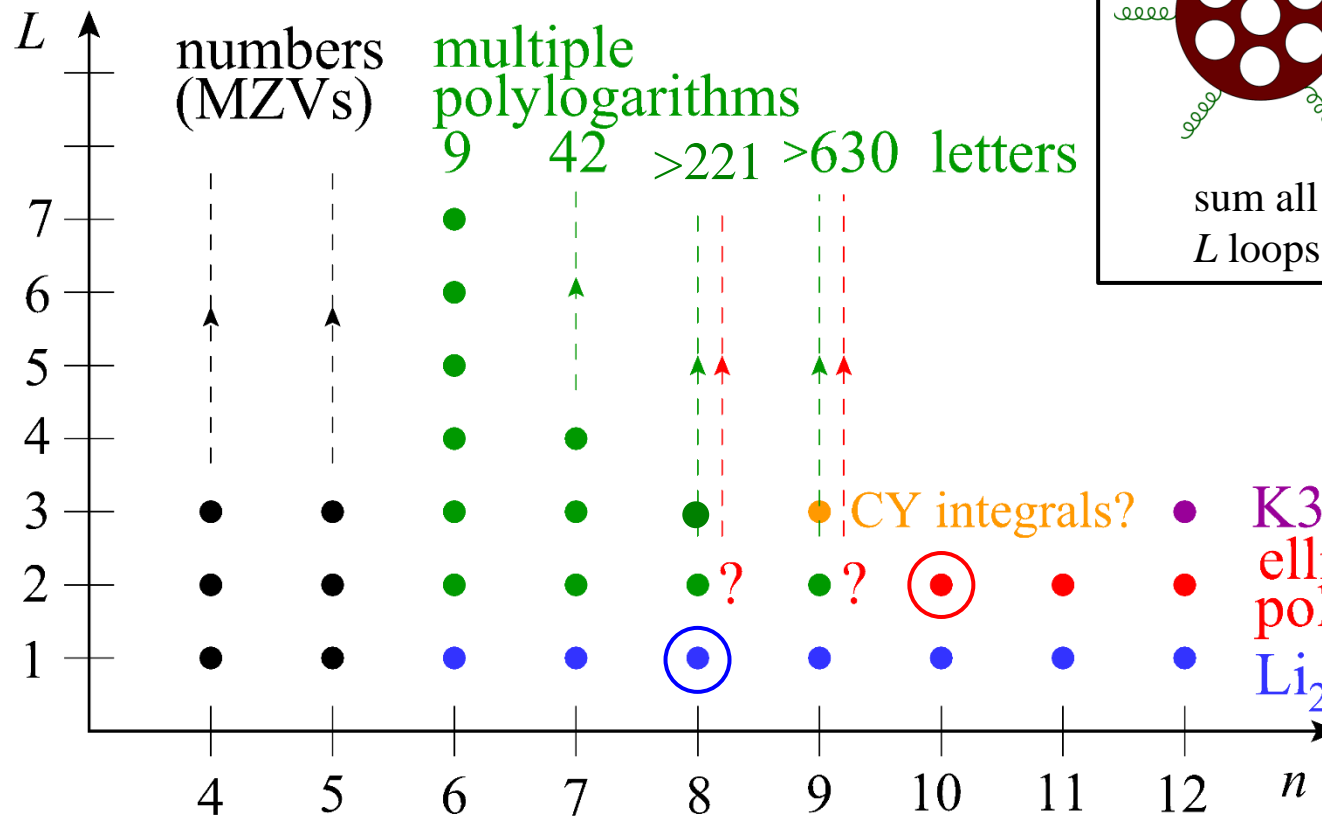 L
numbers
(MZVs)
multiple
polylogarithms
9 42 >221 >630 letters
sum all
L loops
7
6
5
4
3
CY integrals?
K3
2
? ?
1
Li2
4 5 6 7 8 9 10 11 12 n